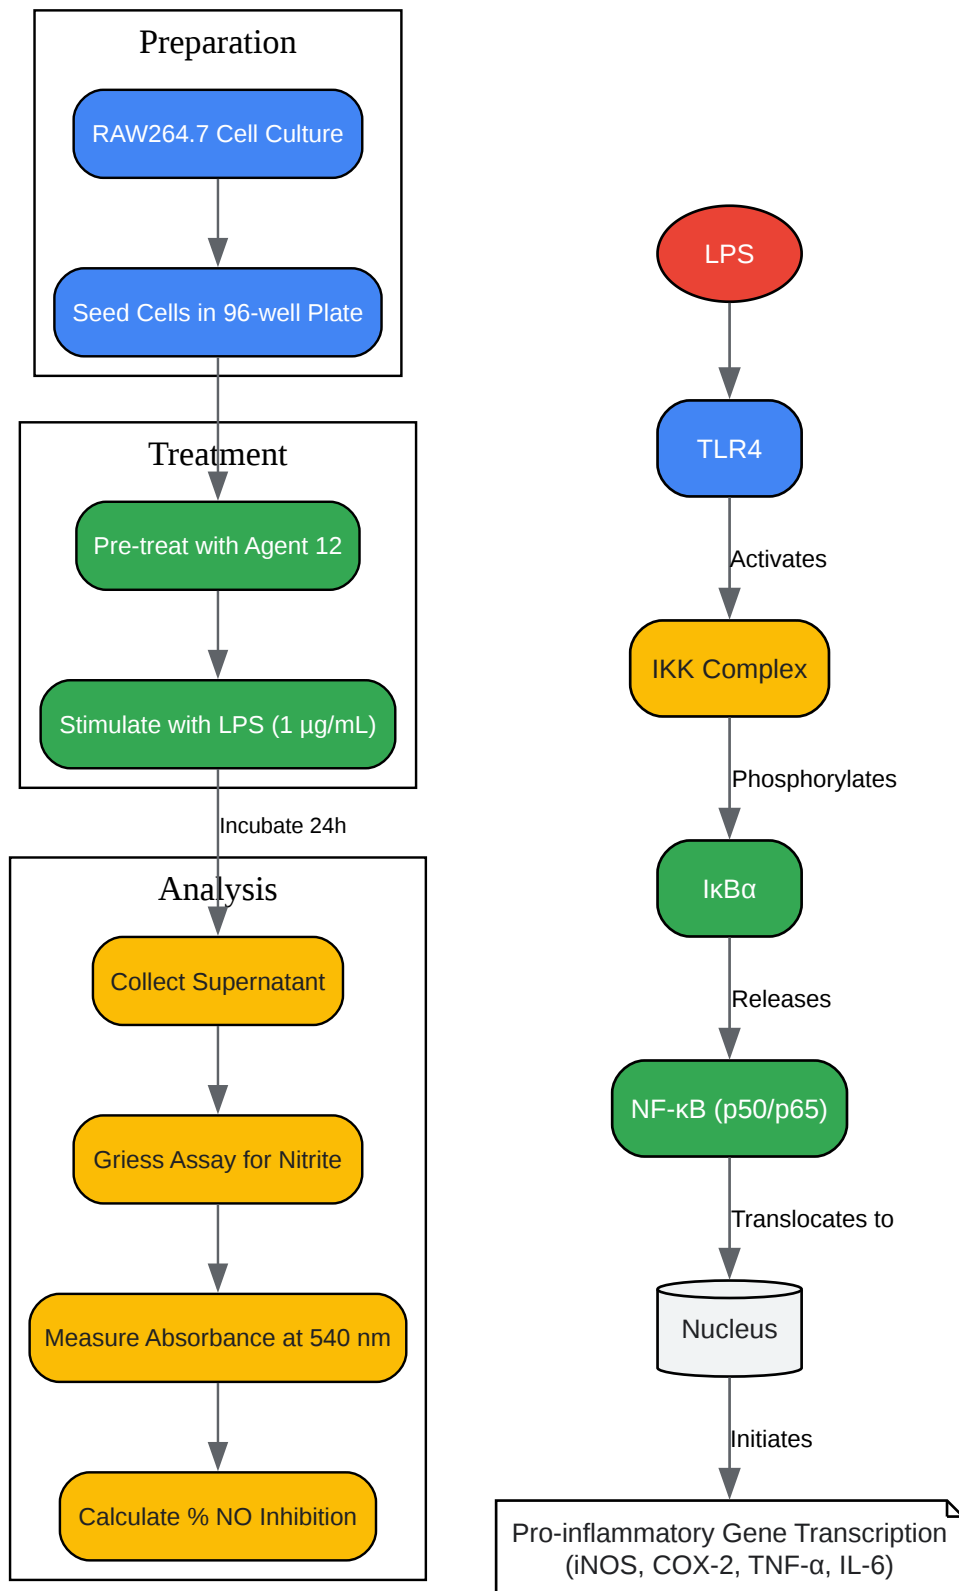 Preparation
RAW264.7 Cell Culture
Seed Cells in 96-well Plate
Treatment
Pre-treat with Agent 12
Stimulate with LPS (1 µg/mL)
Incubate 24h
Analysis
Collect Supernatant
Griess Assay for Nitrite
Measure Absorbance at 540 nm
Calculate % NO Inhibition
LPS
TLR4
Activates
IKK Complex
Phosphorylates
IκBα
Releases
NF-κB (p50/p65)
Translocates to
Nucleus
Initiates
Pro-inflammatory Gene Transcription
(iNOS, COX-2, TNF-α, IL-6)